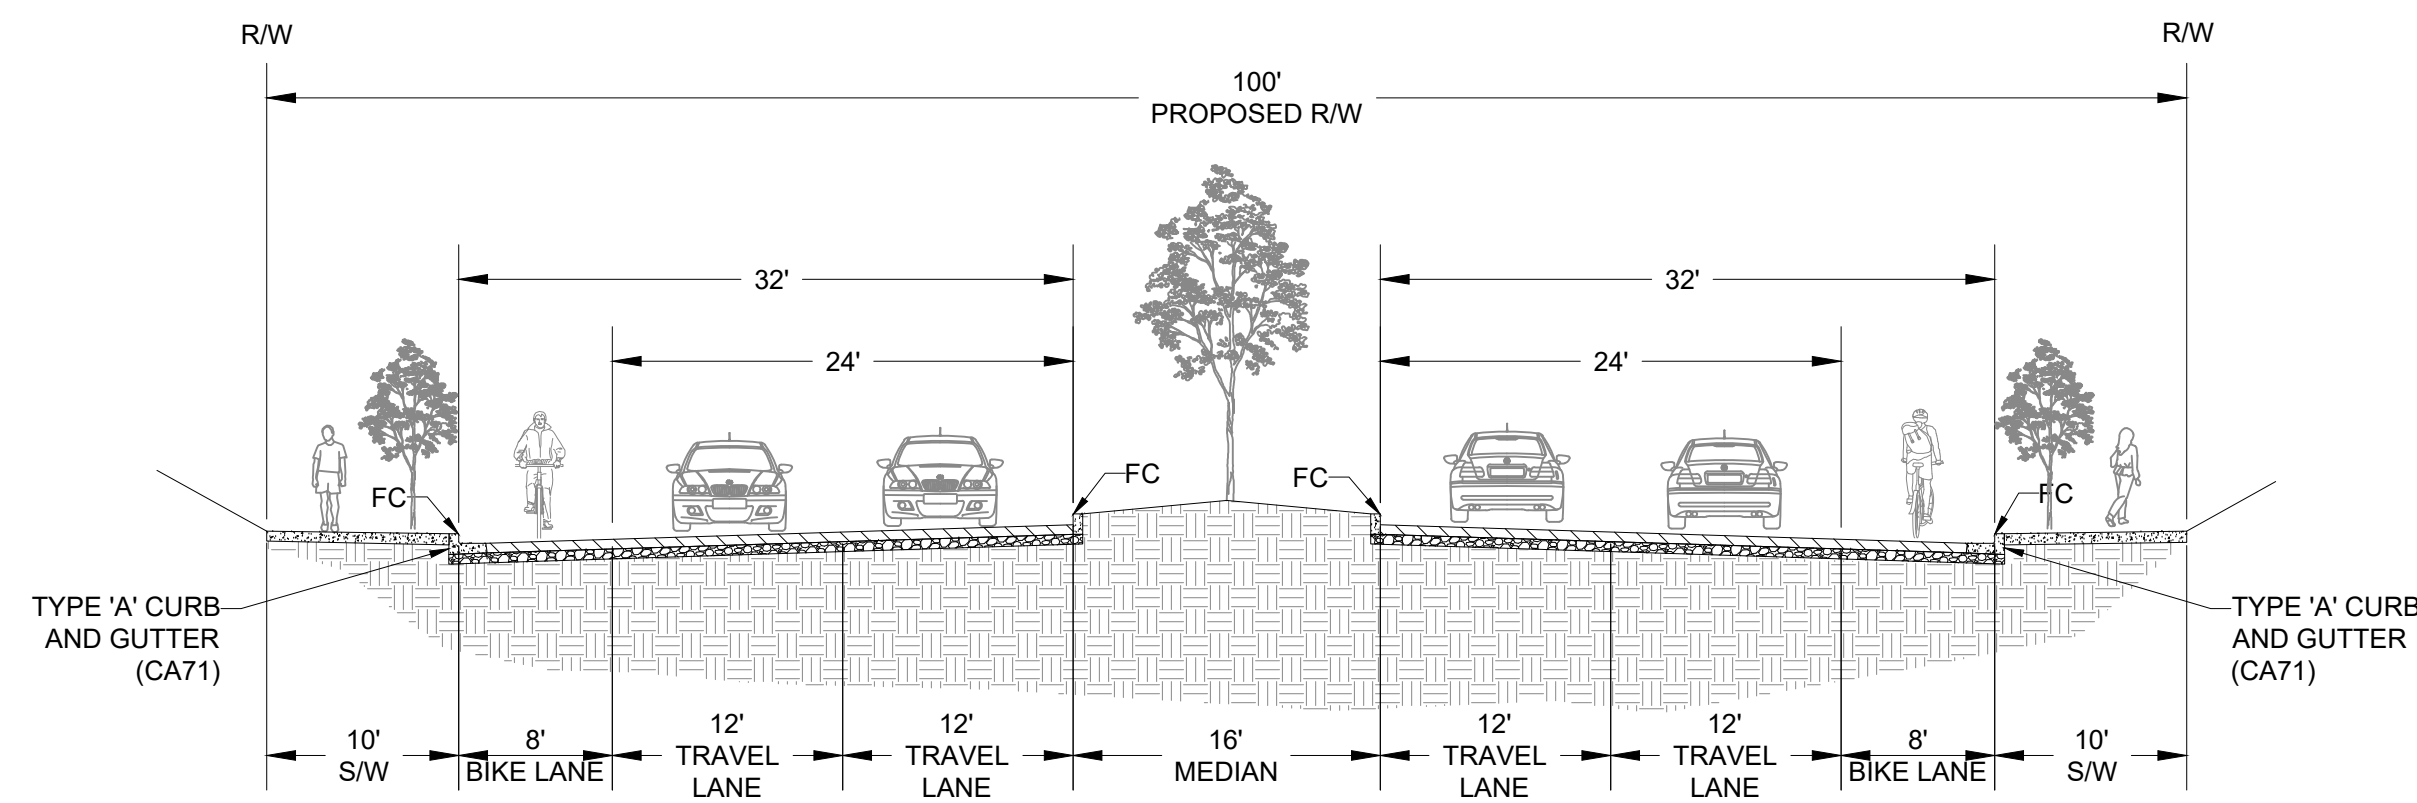 R/W
R/W
100'
PROPOSED R/W
32'
32'
24'
24'
FC
FC
FC
FC
TYPE 'A' CURB
AND GUTTER
(CA71)
TYPE 'A' CURB
AND GUTTER
(CA71)
10'
S/W
8'
BIKE LANE
12'
TRAVEL
LANE
12'
TRAVEL
LANE
16'
MEDIAN
12'
TRAVEL
LANE
12'
TRAVEL
LANE
8'
BIKE LANE
10'
S/W